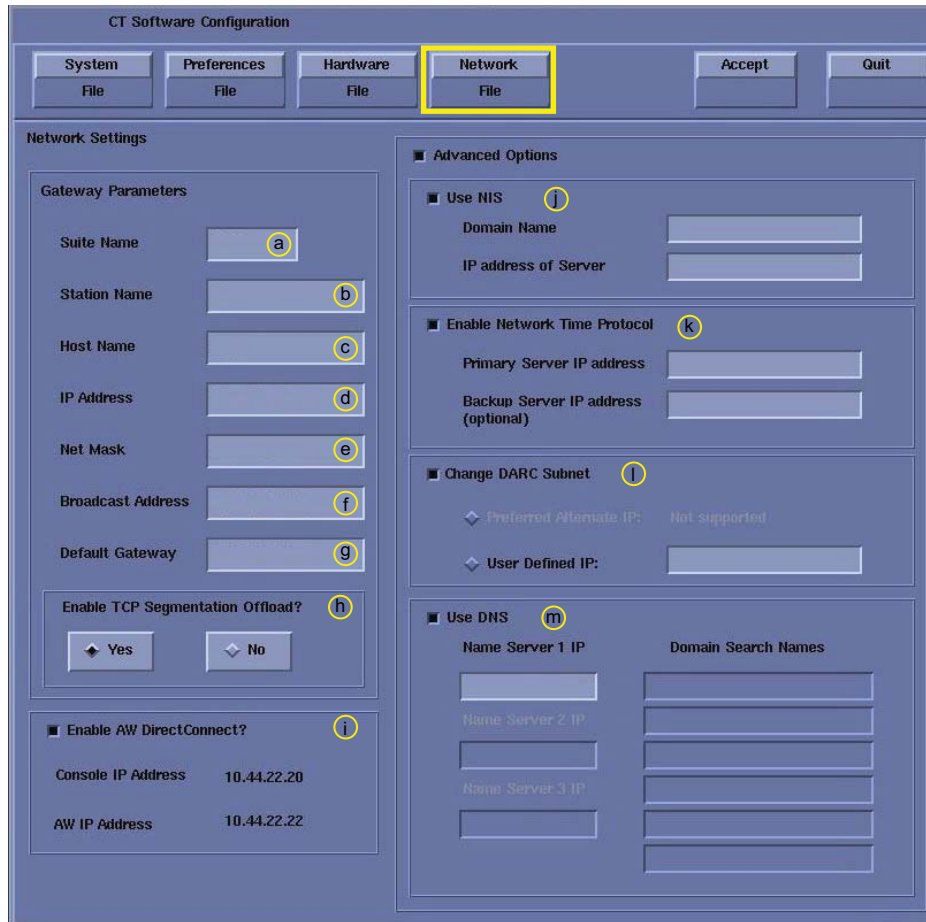 CT Software Configuration
System
File
Preferences
File
Hardware
File
Network
File
Accept
Quit
Network Settings
Gateway Parameters
Suite Name a
Station Name b
Host Name c
IP Address d
Net Mask e
Broadcast Address f
Default Gateway g
Enable TCP Segmentation Offload? h
Yes No
Enable AW DirectConnect? i
Console IP Address 10.44.22.20
AW IP Address 10.44.22.22
Advanced Options
Use NIS j
Domain Name
IP address of Server
Enable Network Time Protocol k
Primary Server IP address
Backup Server IP address
(optional)
Change DARC Subnet l
Preferred Alternate IP: Not supported
User Defined IP:
Use DNS m
Name Server 1 IP
Domain Search Names
Name Server 2 IP
Name Server 3 IP